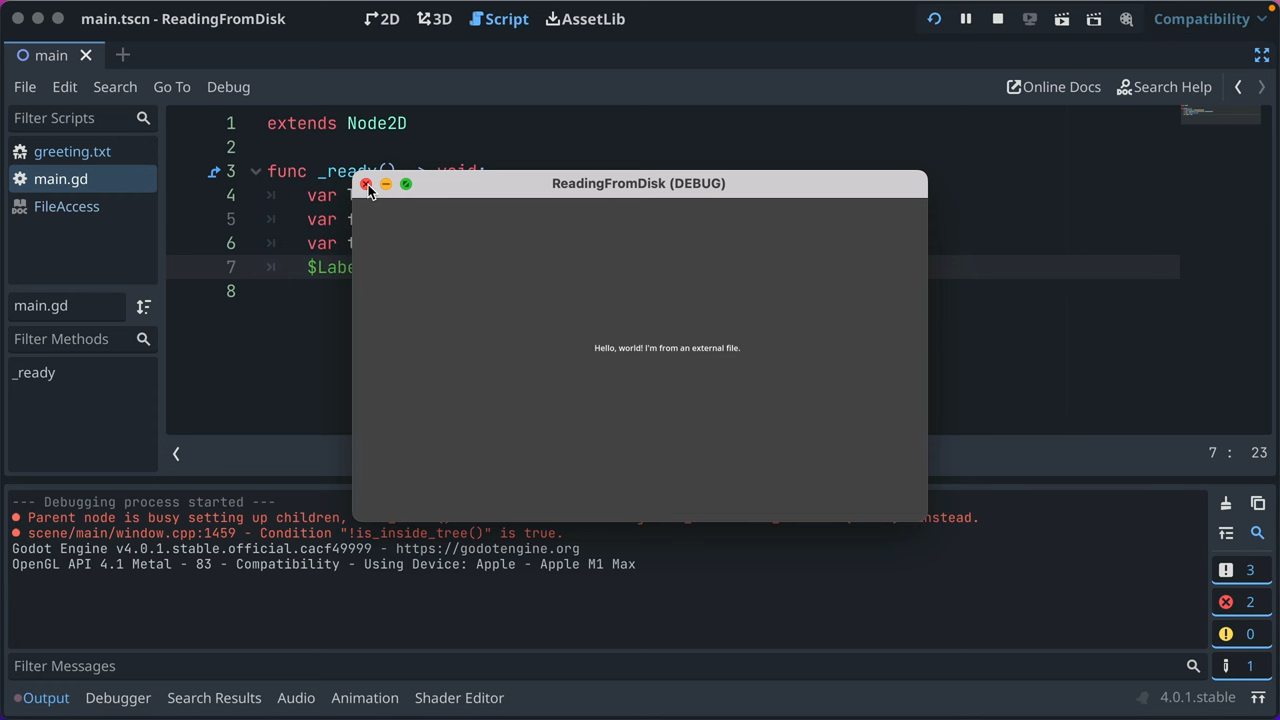 main.tscn - ReadingFromDisk
2D 3D Script AssetLib
Compatibility
main
File Edit Search Go To Debug
Online Docs Search Help
Filter Scripts
greeting.txt
main.gd
FileAccess
main.gd
Filter Methods
_ready
1 extends Node2D
2
3 func _ready() -> void:
4 var
5 var
6 var
7 $Labe
8
ReadingFromDisk (DEBUG)
Hello, world! I'm from an external file.
7 : 23
--- Debugging process started ---
Parent node is busy setting up children, instead.
scene/main/window.cpp:1459 - Condition "!is_inside_tree()" is true.
Godot Engine v4.0.1.stable.official.cacf49999 - https://godotengine.org
OpenGL API 4.1 Metal - 83 - Compatibility - Using Device: Apple - Apple M1 Max
3
2
0
1
Filter Messages
Output Debugger Search Results Audio Animation Shader Editor
4.0.1.stable